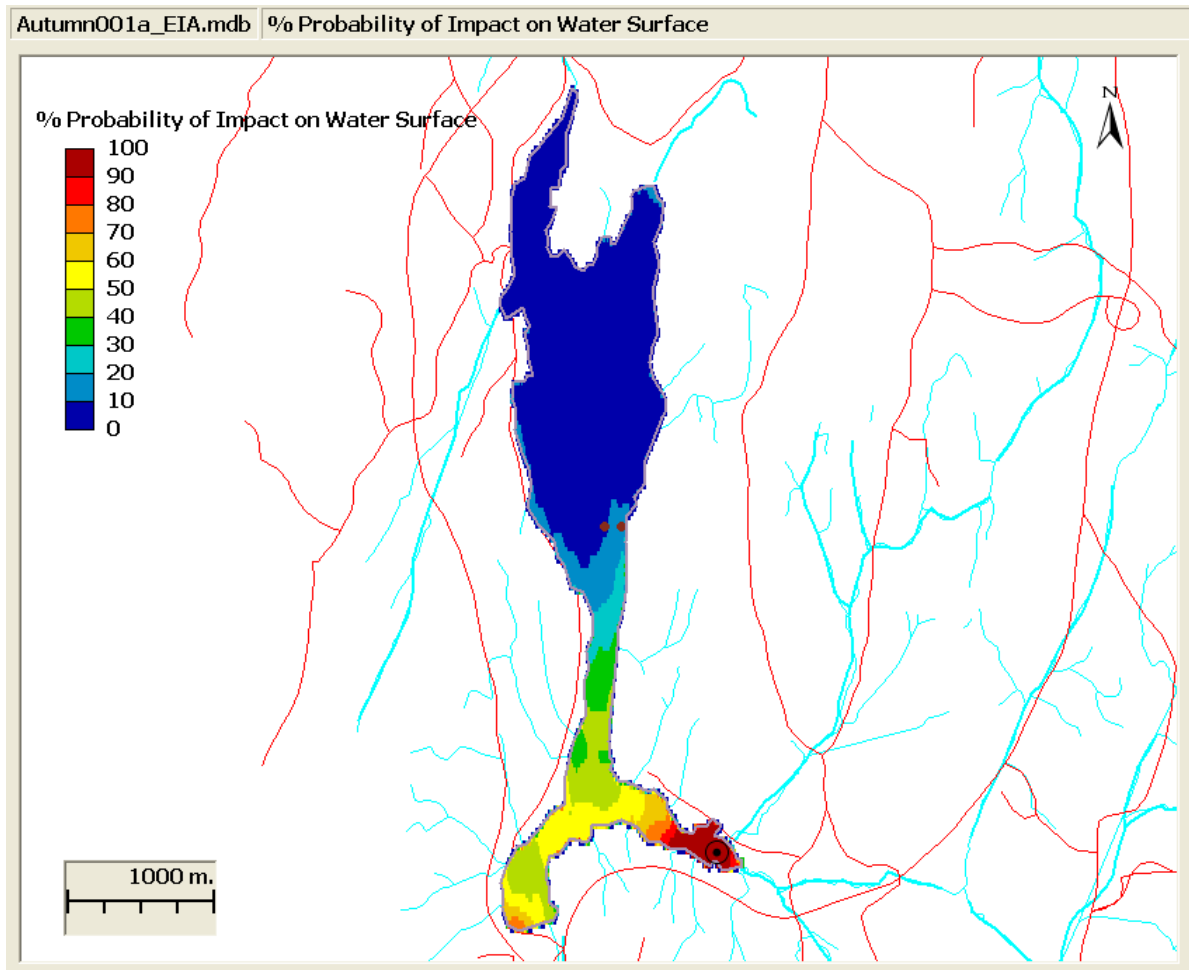 Autumn001a_EIA.mdb % Probability of Impact on Water Surface
% Probability of Impact on Water Surface
100
90
80
70
60
50
40
30
20
10
0
N
1000 m.